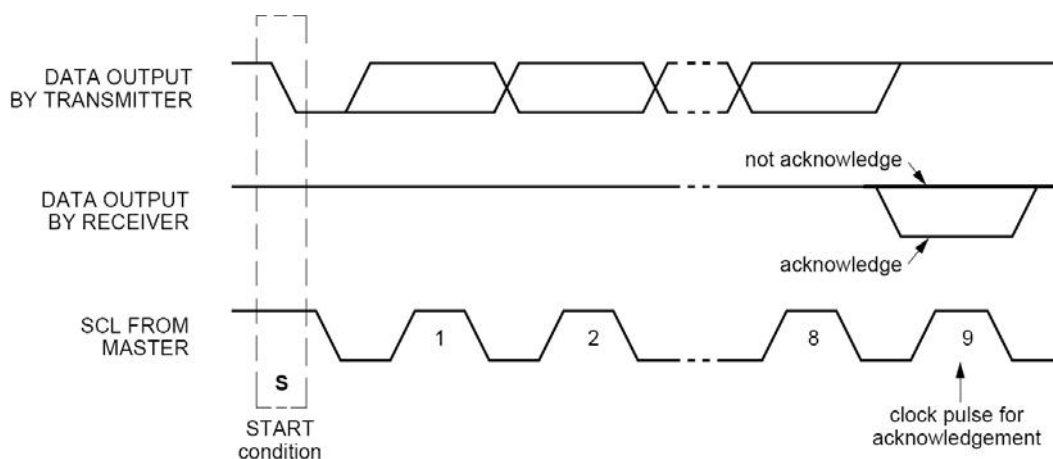 DATA OUTPUT
BY TRANSMITTER
not acknowledge
DATA OUTPUT
BY RECEIVER
acknowledge
SCL FROM
MASTER
1
2
8
9
S
START
condition
clock pulse for
acknowledgement